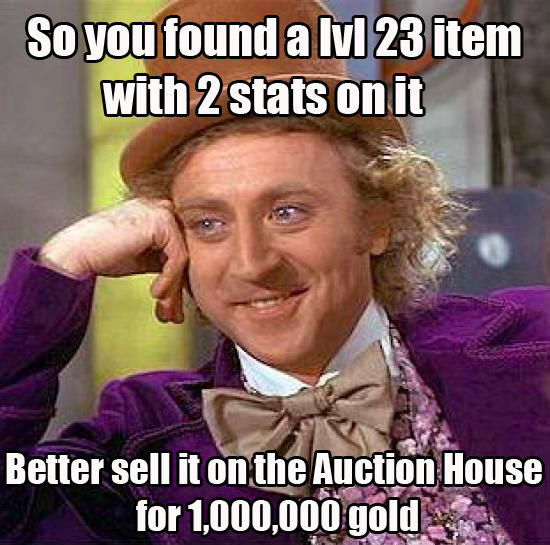 So you found a lvl 23 item
with 2 stats on it
Better sell it on the Auction House
for 1,000,000 gold